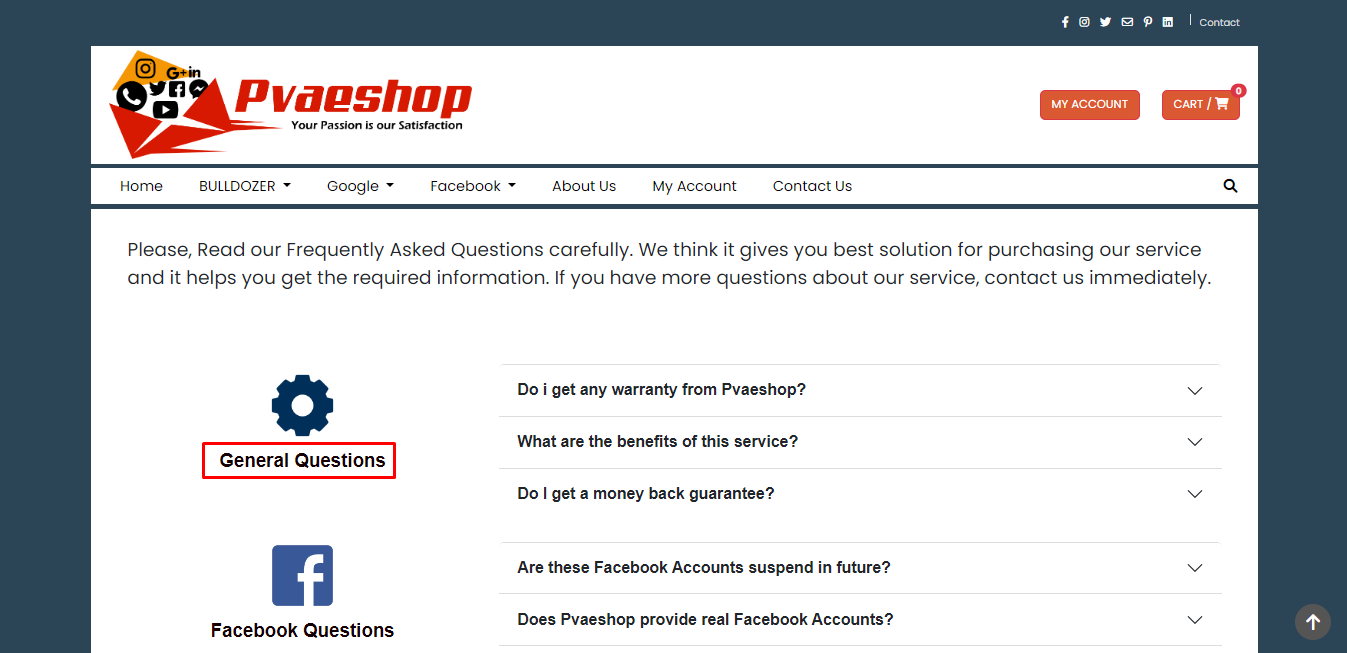 Contact
G+ in
Pvaeshop
Your Passion is our Satisfaction
MY ACCOUNT
CART /
0
Home
BULLDOZER
Google
Facebook
About Us
My Account
Contact Us
Please, Read our Frequently Asked Questions carefully. We think it gives you best solution for purchasing our service
and it helps you get the required information. If you have more questions about our service, contact us immediately.
General Questions
Do i get any warranty from Pvaeshop?
What are the benefits of this service?
Do I get a money back guarantee?
Facebook Questions
Are these Facebook Accounts suspend in future?
Does Pvaeshop provide real Facebook Accounts?